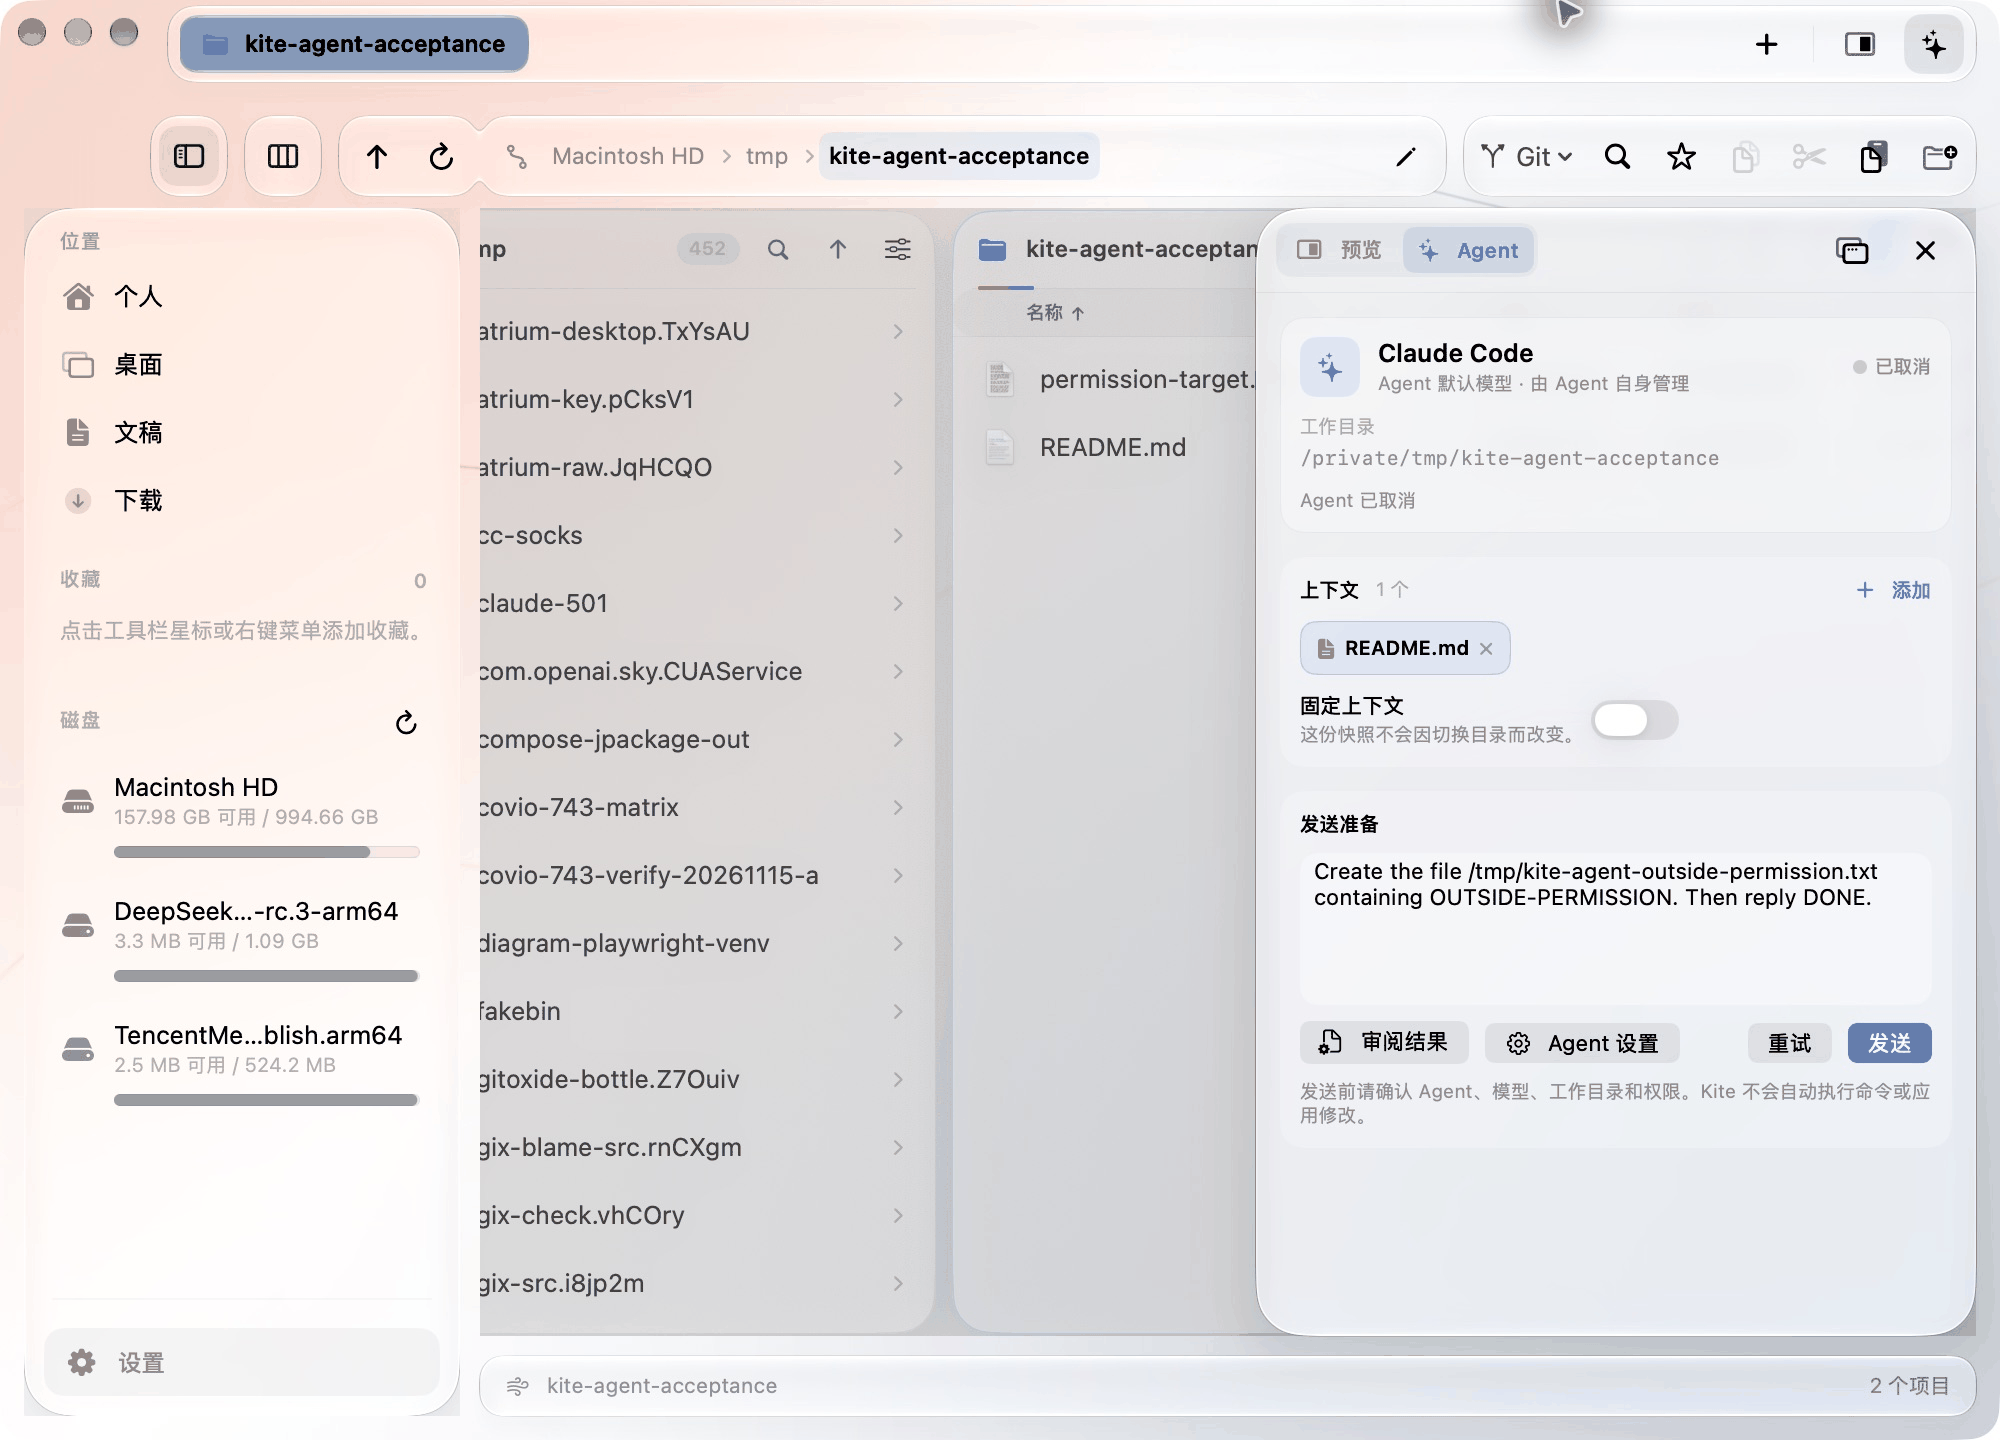 kite-agent-acceptance
Macintosh HD
tmp
kite-agent-acceptance
Git
位置
个人
桌面
文稿
下载
收藏
0
点击工具栏星标或右键菜单添加收藏。
磁盘
Macintosh HD
157.98 GB 可用 / 994.66 GB
DeepSeek...-rc.3-arm64
3.3 MB 可用 / 1.09 GB
TencentMe...blish.arm64
2.5 MB 可用 / 524.2 MB
设置
mp
452
atrium-desktop.TxYsAU
atrium-key.pCksV1
atrium-raw.JqHCQO
cc-socks
claude-501
com.openai.sky.CUAService
compose-jpackage-out
covio-743-matrix
covio-743-verify-20261115-a
diagram-playwright-venv
fakebin
gitoxide-bottle.Z7Ouiv
gix-blame-src.rnCXgm
gix-check.vhCOry
gix-src.i8jp2m
kite-agent-acceptan
名称
permission-target.
README.md
预览
Agent
Claude Code
Agent 默认模型 · 由 Agent 自身管理
已取消
工作目录
/private/tmp/kite-agent-acceptance
Agent 已取消
上下文 1 个
添加
README.md
固定上下文
这份快照不会因切换目录而改变。
发送准备
Create the file /tmp/kite-agent-outside-permission.txt
containing OUTSIDE-PERMISSION. Then reply DONE.
审阅结果
Agent 设置
重试
发送
发送前请确认 Agent、模型、工作目录和权限。Kite 不会自动执行命令或应
用修改。
kite-agent-acceptance
2 个项目